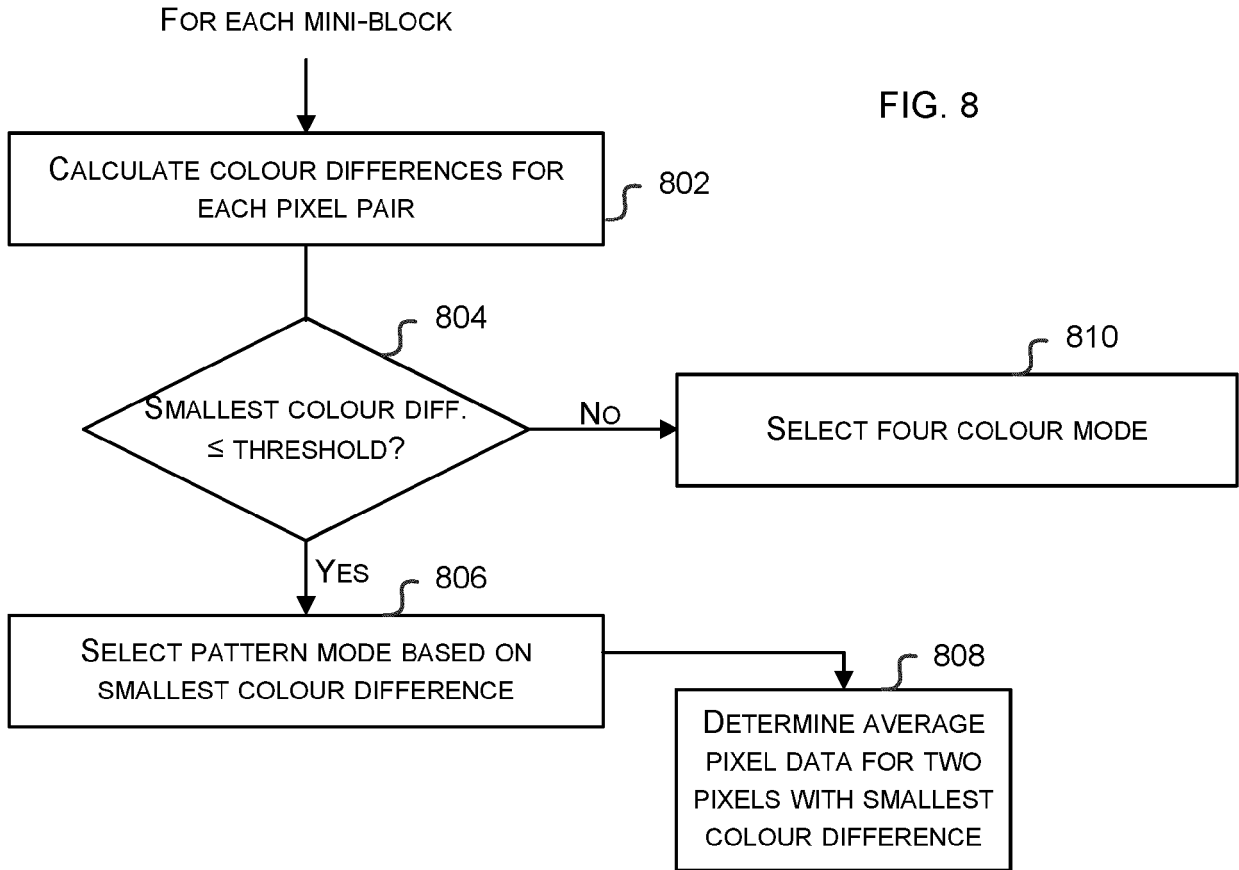 FOR EACH MINI-BLOCK
FIG. 8
CALCULATE COLOUR DIFFERENCES FOR
EACH PIXEL PAIR
802
804
SMALLEST COLOUR DIFF.
≤ THRESHOLD?
NO
810
SELECT FOUR COLOUR MODE
YES
806
SELECT PATTERN MODE BASED ON
SMALLEST COLOUR DIFFERENCE
808
DETERMINE AVERAGE
PIXEL DATA FOR TWO
PIXELS WITH SMALLEST
COLOUR DIFFERENCE